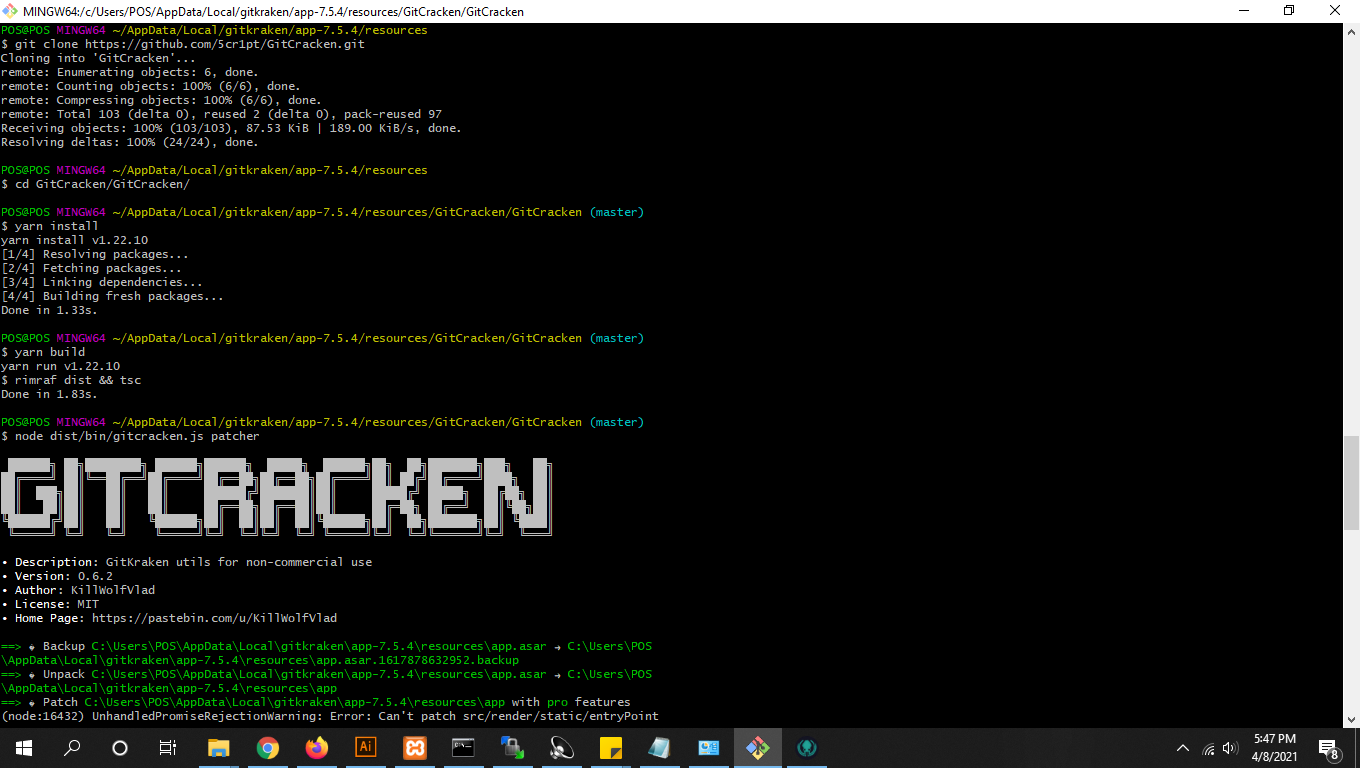 MINGW64:/c/Users/POS/AppData/Local/gitkraken/app-7.5.4/resources/GitCracken/GitCracken
POS@POS MINGW64 ~/AppData/Local/gitkraken/app-7.5.4/resources
$ git clone https://github.com/5cr1pt/GitCracken.git
Cloning into 'GitCracken'...
remote: Enumerating objects: 6, done.
remote: Counting objects: 100% (6/6), done.
remote: Compressing objects: 100% (6/6), done.
remote: Total 103 (delta 0), reused 2 (delta 0), pack-reused 97
Receiving objects: 100% (103/103), 87.53 KiB | 189.00 KiB/s, done.
Resolving deltas: 100% (24/24), done.
POS@POS MINGW64 ~/AppData/Local/gitkraken/app-7.5.4/resources
$ cd GitCracken/GitCracken/
POS@POS MINGW64 ~/AppData/Local/gitkraken/app-7.5.4/resources/GitCracken/GitCracken (master)
$ yarn install
yarn install v1.22.10
[1/4] Resolving packages...
[2/4] Fetching packages...
[3/4] Linking dependencies...
[4/4] Building fresh packages...
Done in 1.33s.
POS@POS MINGW64 ~/AppData/Local/gitkraken/app-7.5.4/resources/GitCracken/GitCracken (master)
$ yarn build
yarn run v1.22.10
$ rimraf dist && tsc
Done in 1.83s.
POS@POS MINGW64 ~/AppData/Local/gitkraken/app-7.5.4/resources/GitCracken/GitCracken (master)
$ node dist/bin/gitcracken.js patcher
GITCRACKEN
• Description: GitKraken utils for non-commercial use
• Version: 0.6.2
• Author: KillWolfVlad
• License: MIT
• Home Page: https://pastebin.com/u/KillWolfVlad
==> Backup C:\Users\POS\AppData\Local\gitkraken\app-7.5.4\resources\app.asar → C:\Users\POS
\AppData\Local\gitkraken\app-7.5.4\resources\app.asar.1617878632952.backup
==> Unpack C:\Users\POS\AppData\Local\gitkraken\app-7.5.4\resources\app.asar → C:\Users\POS
\AppData\Local\gitkraken\app-7.5.4\resources\app
==> Patch C:\Users\POS\AppData\Local\gitkraken\app-7.5.4\resources\app with pro features
(node:16432) UnhandledPromiseRejectionWarning: Error: Can't patch src/render/static/entryPoint
Ai
5:47 PM
4/8/2021
8